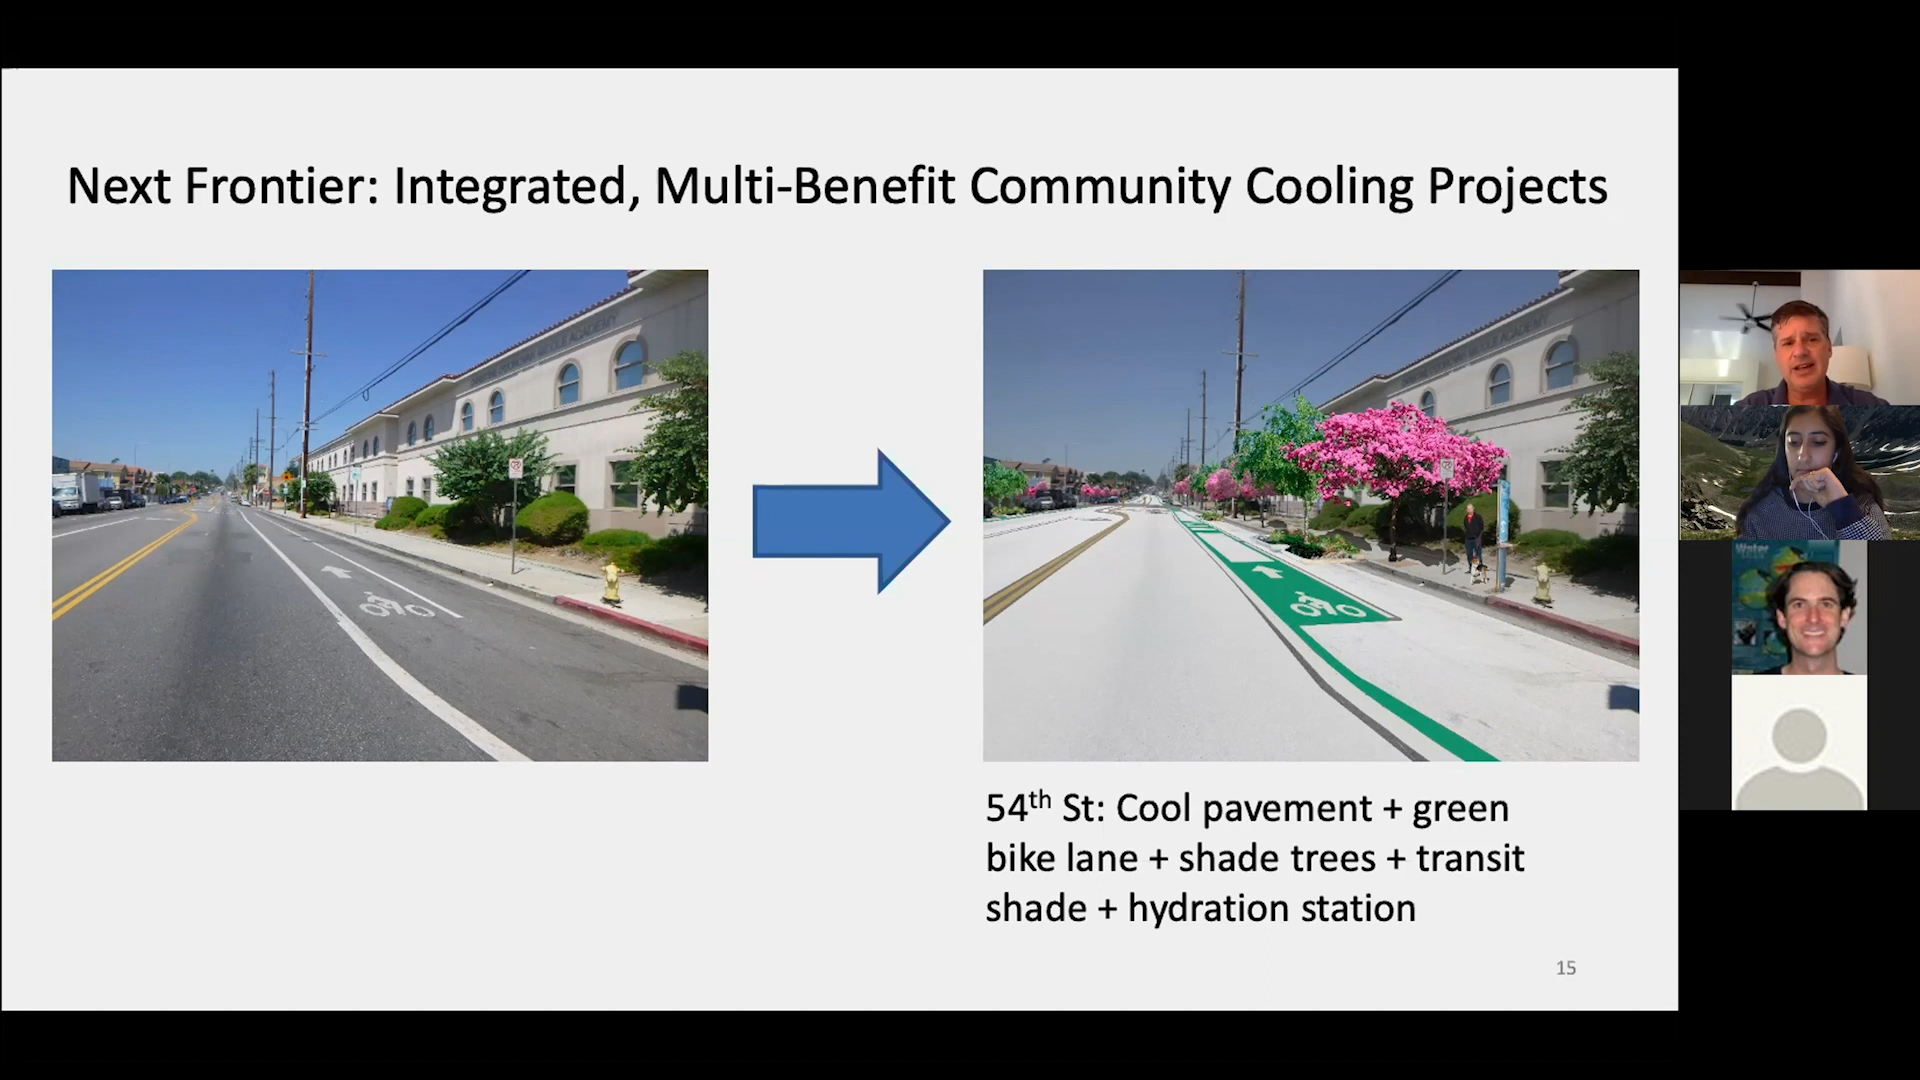 Next Frontier: Integrated, Multi-Benefit Community Cooling Projects
54th St: Cool pavement + green
bike lane + shade trees + transit
shade + hydration station
15
Water